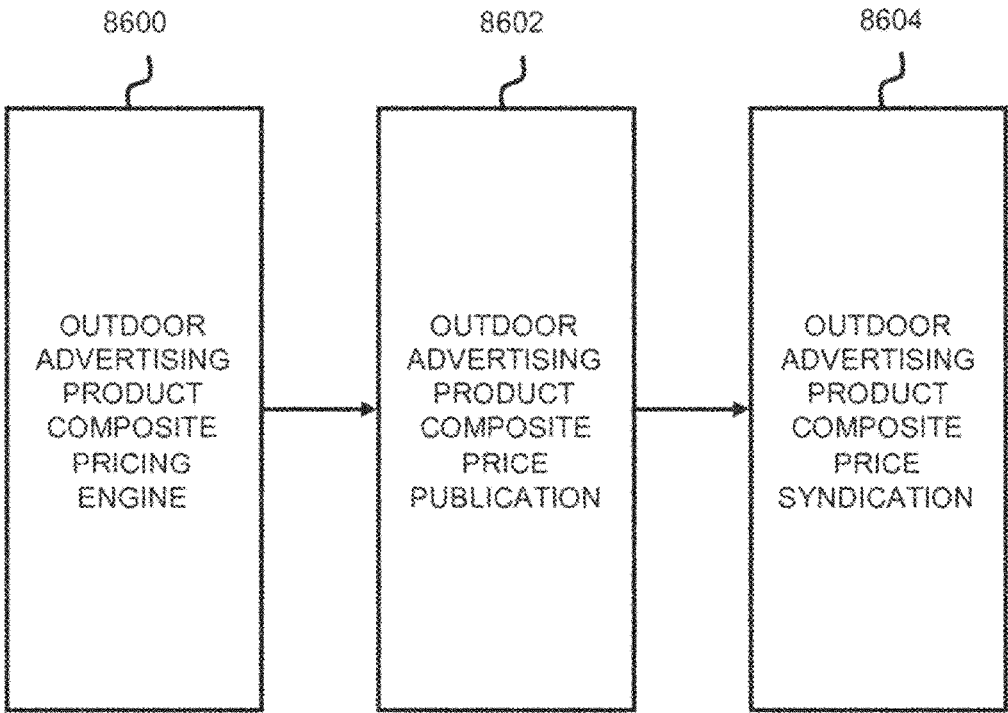 8600
8602
8604
OUTDOOR
ADVERTISING
PRODUCT
COMPOSITE
PRICING
ENGINE
OUTDOOR
ADVERTISING
PRODUCT
COMPOSITE
PRICE
PUBLICATION
OUTDOOR
ADVERTISING
PRODUCT
COMPOSITE
PRICE
SYNDICATION